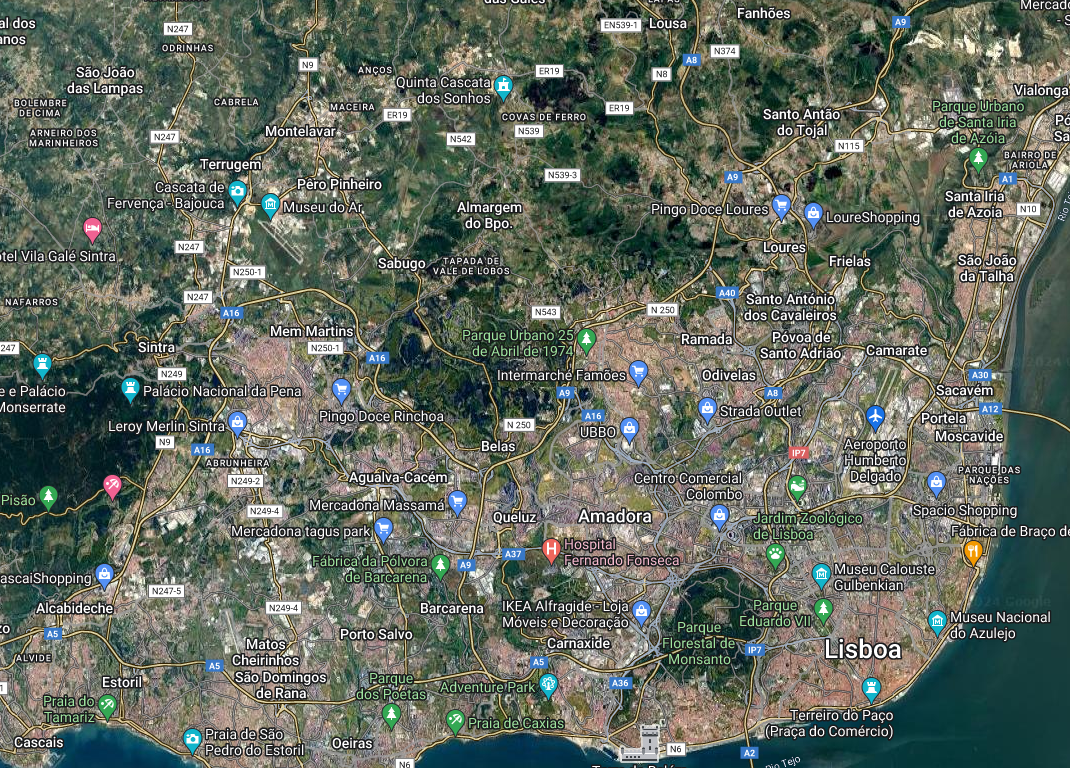 das Gales
N247
ODRINHAS
N9
EN539-1
Lousa
Fanhões
A9
N374
A8
N8
São João
das Lampas
ANÇOS
Quinta Cascata
dos Sonhos
ER19
BOLEMBRE
DE CIMA
CABRELA
MACEIRA
ER19
ER19
COVAS DE FERRO
Vialonga
Parque Urbano
de Santa Iria
de Azóia
ARNEIRO DOS
MARINHEIROS
N247
Montelavar
N542
N539
Santo Antão
do Tojal
N115
BAIRRO DE
ARIOLA
Terrugem
N539-3
A9
A1
Cascata de
Fervença - Bajouca
Pêro Pinheiro
Museu do Ar
Almargem
do Bpo.
Pingo Doce Loures
LoureShopping
Santa Iria
de Azoia
N10
N247
Loures
tel Vila Galé Sintra
N250-1
Sabugo
TAPADA DE
VALE DE LOBOS
Frielas
São João
da Talha
NAFARROS
N247
A16
N543
N 250
A40
Santo António
dos Cavaleiros
Mem Martins
N250-1
Parque Urbano 25
de Abril de 1974
Ramada
Póvoa de
Santo Adrião
Camarate
247
Sintra
A16
N249
Intermarché Famões
Odivelas
A30
Sacavém
e e Palácio
Monserrate
Palácio Nacional da Pena
A9
A8
A12
Pingo Doce Rinchoa
A16
Strada Outlet
Portela
Moscavide
Leroy Merlin Sintra
N 250
UBBO
N9
A16
Belas
IP7
Aeroporto
Humberto
Delgado
ABRUNHEIRA
N249-2
Agualva-Cacém
Centro Comercial
Colombo
PARQUE DAS
NAÇÕES
Pisão
N249-4
Mercadona Massamá
Queluz
Amadora
Spacio Shopping
Mercadona tagus park
Jardim Zoológico
de Lisboa
Fábrica de Braço de
A37
Hospital
Fernando Fonseca
Fábrica da Pólvora
de Barcarena
A9
Museu Calouste
Gulbenkian
ascaiShopping
N247-5
Alcabideche
N249-4
Barcarena
IKEA Alfragide - Loja
Móveis e Decoração
Parque
Eduardo VII
Museu Nacional
do Azulejo
A5
Porto Salvo
Carnaxide
Parque
Florestal de
Monsanto
IP7
Lisboa
ALVIDE
A5
Matos
Cheirinhos
São Domingos
de Rana
A5
A36
Estoril
Parque
dos Poetas
Adventure Park
Praia do
Tamariz
Praia de Caxias
Terreiro do Paço
(Praça do Comércio)
Cascais
Praia de São
Pedro do Estoril
Oeiras
N6
N6
A2
Rio Tejo